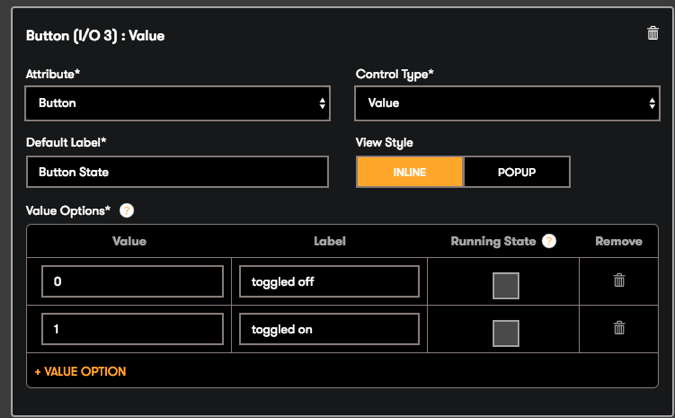 Button (I/O 3) : Value
Attribute* Control Type*
Button Value
Default Label* View Style
Button State INLINE POPUP
Value Options* ?
Value Label Running State ? Remove
0 toggled off
1 toggled on
+ VALUE OPTION